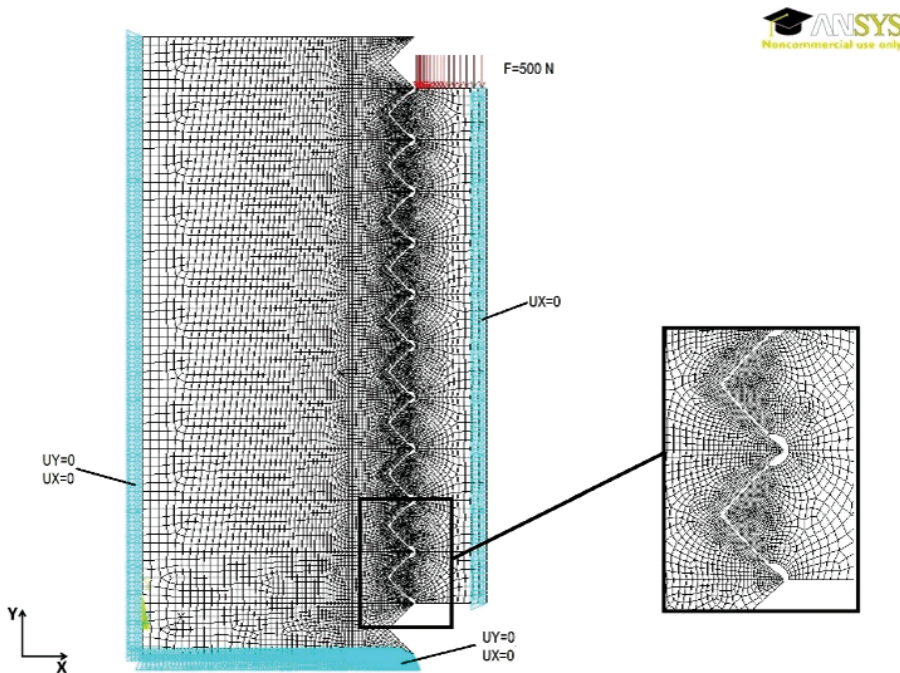 ANSYS
Noncommercial use only
F=500 N
UX=0
UY=0
UX=0
Y
X
UY=0
UX=0